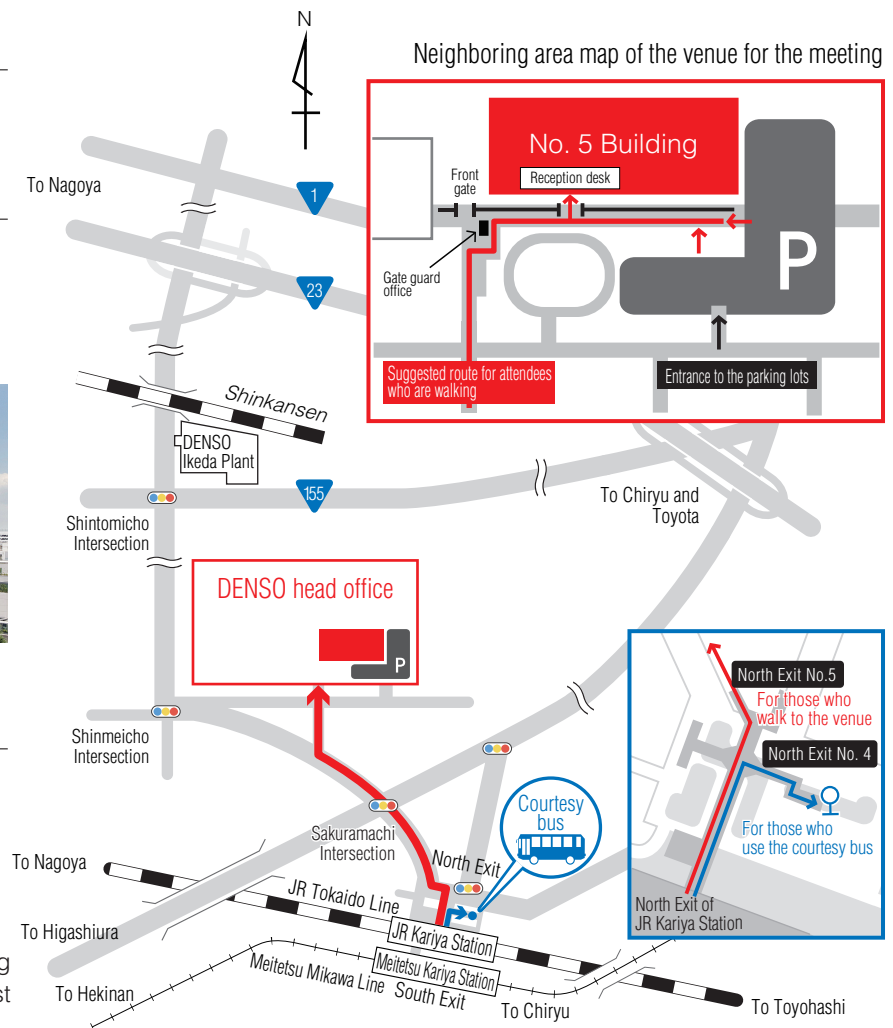 N
Neighboring area map of the venue for the meeting
No. 5 Building
Reception desk
Front
gate
Gate guard
office
P
Suggested route for attendees
who are walking
Entrance to the parking lots
To Nagoya
1
23
Shinkansen
DENSO
Ikeda Plant
155
Shintomicho
Intersection
To Chiryu and
Toyota
DENSO head office
P
Shinmeicho
Intersection
Sakuramachi
Intersection
North Exit
Courtesy
bus
North Exit No.5
For those who
walk to the venue
North Exit No. 4
For those who
use the courtesy bus
North Exit of
JR Kariya Station
To Nagoya
JR Tokaido Line
JR Kariya Station
To Higashiura
Meitetsu Kariya Station
Meitetsu Mikawa Line
South Exit
To Hekinan
To Chiryu
To Toyohashi
g
st